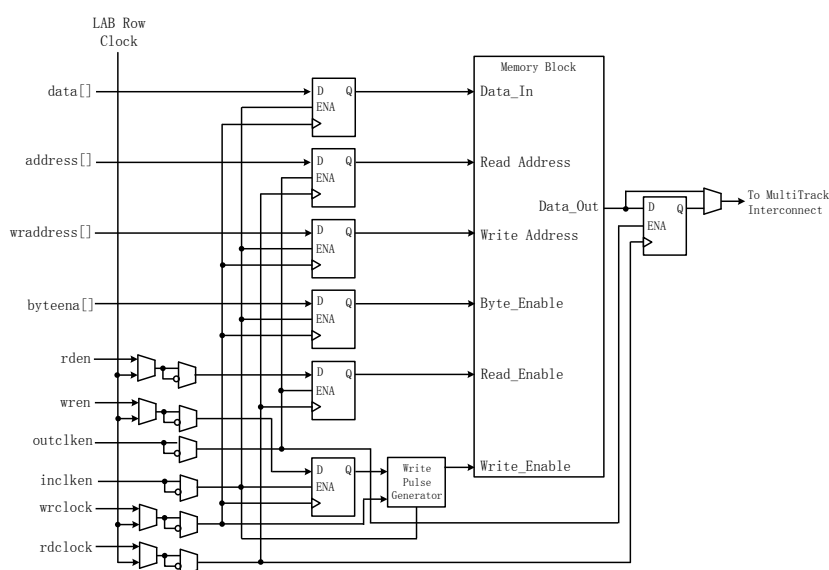 LAB Row
Clock
Memory Block
data[]
D Q
ENA
Data_In
address[]
D Q
ENA
Read Address
To MultiTrack
Interconnect
Data_Out
D Q
ENA
wraddress[]
D Q
ENA
Write Address
byteena[]
D Q
ENA
Byte_Enable
rden
D Q
ENA
Read_Enable
wren
outclken
D Q
ENA
Write
Pulse
Generator
Write_Enable
inclken
wrclock
rdclock